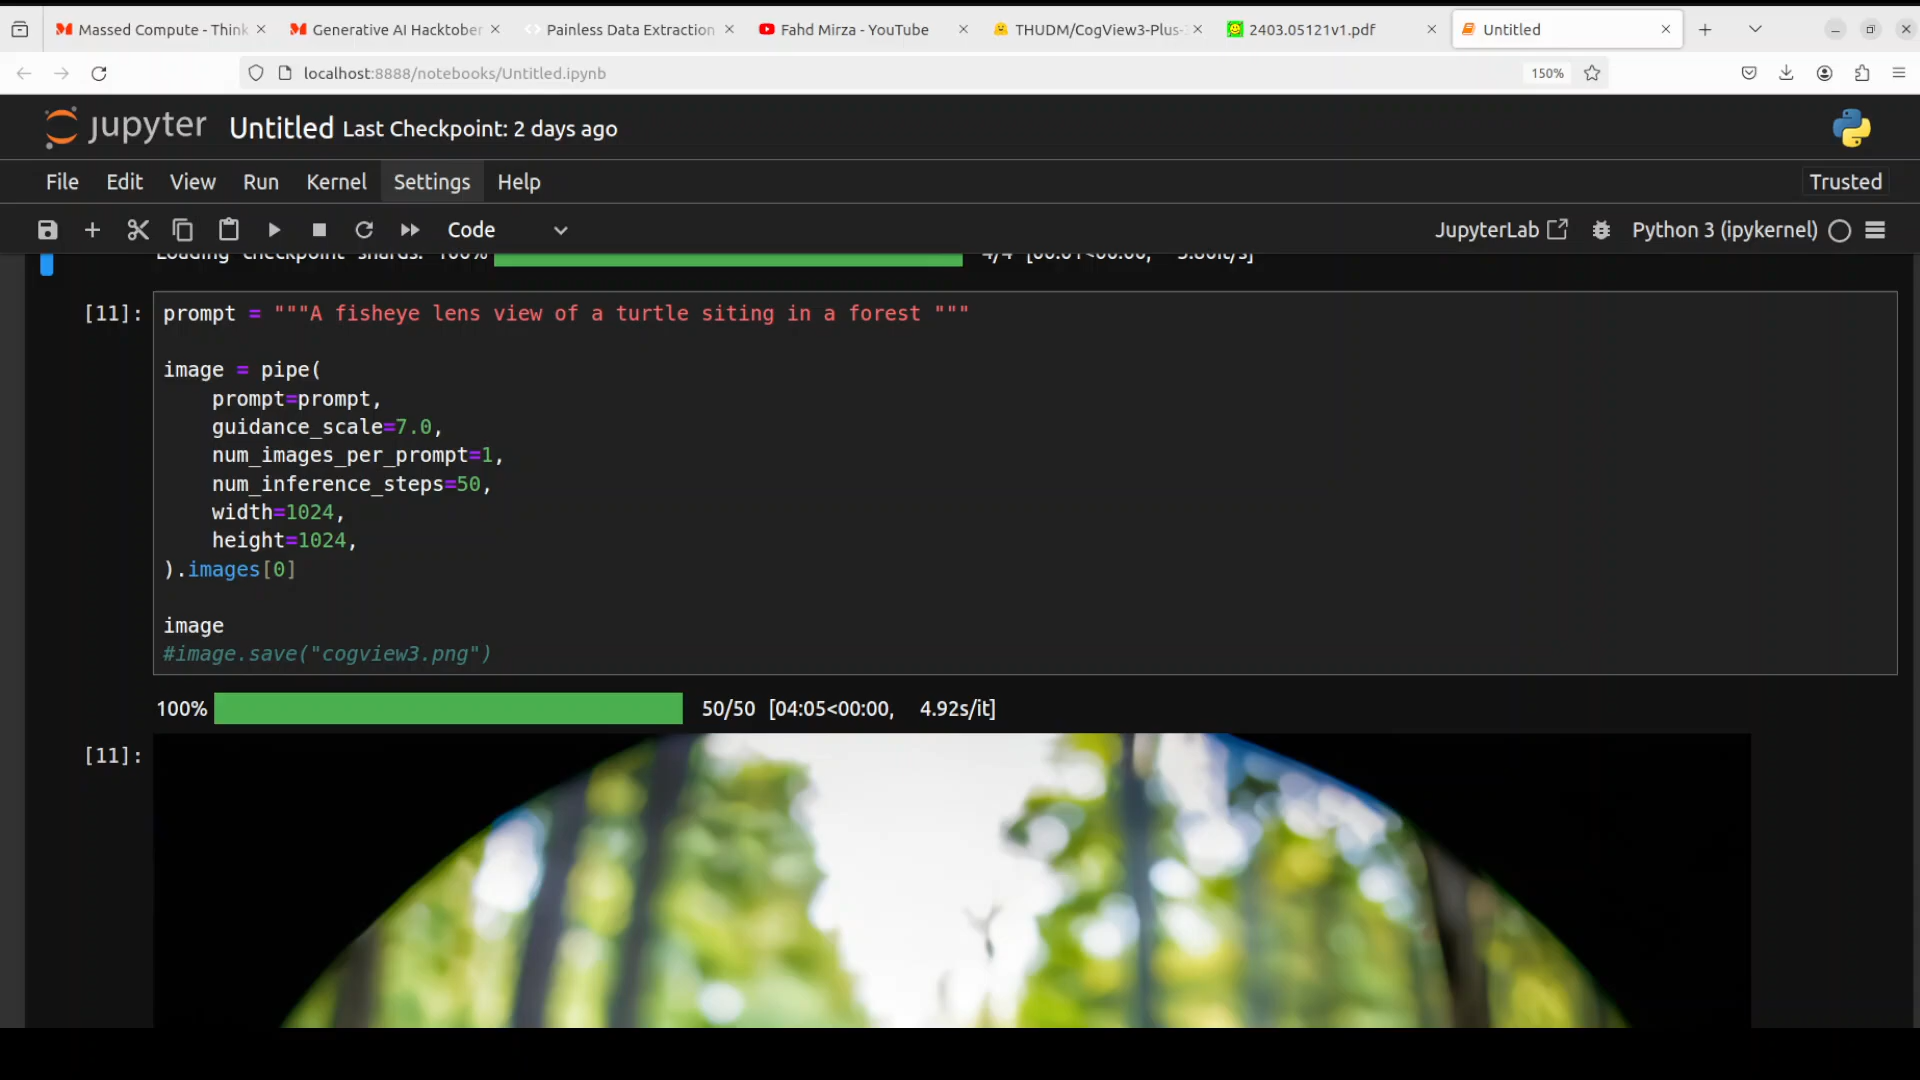 Massed Compute - Think
Generative AI Hacktober
Painless Data Extraction
Fahd Mirza - YouTube
THUDM/CogView3-Plus-
2403.05121v1.pdf
Untitled
localhost:8888/notebooks/Untitled.ipynb
150%
jupyter Untitled Last Checkpoint: 2 days ago
File Edit View Run Kernel Settings Help
Trusted
Code
JupyterLab
Python 3 (ipykernel)
Loading checkpoint shards: 100%
4/4 [00:01<00:00,
[11]: prompt = """A fisheye lens view of a turtle siting in a forest """
image = pipe(
prompt=prompt,
guidance_scale=7.0,
num_images_per_prompt=1,
num_inference_steps=50,
width=1024,
height=1024,
).images[0]
image
#image.save("cogview3.png")
100% 50/50 [04:05<00:00, 4.92s/it]
[11]: